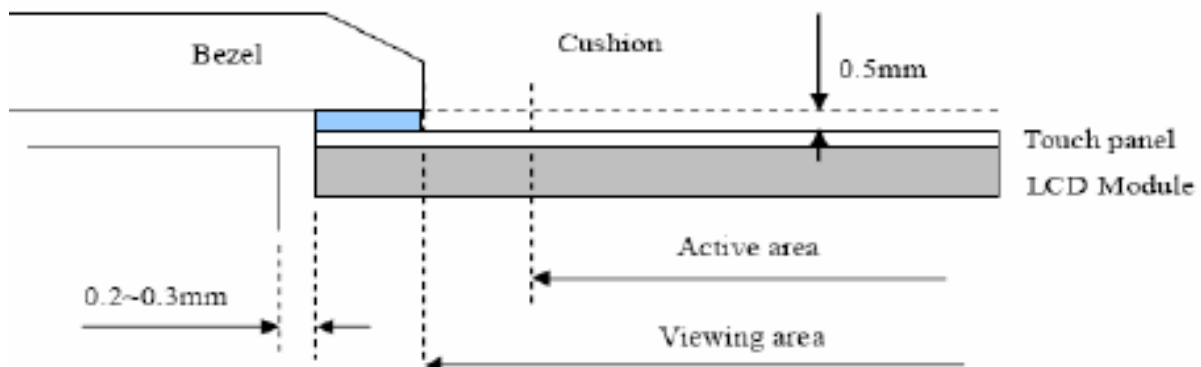 Cushion
Bezel
0.5mm
Touch panel
LCD Module
Active area
0.2~0.3mm
Viewing area